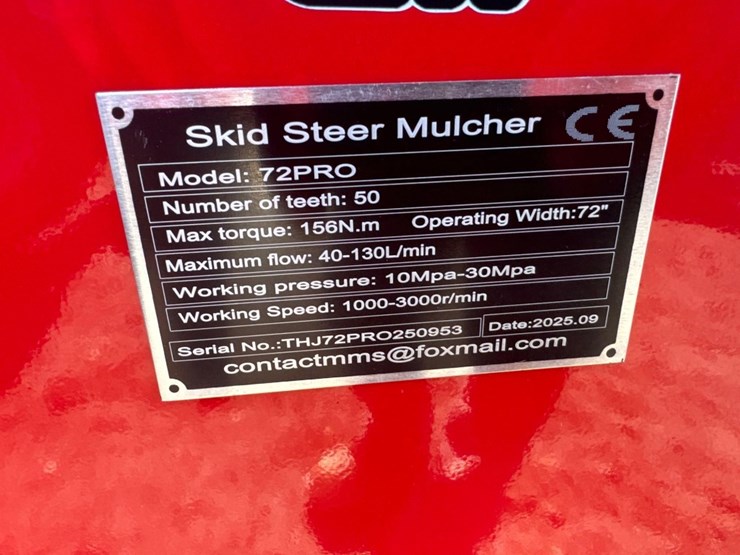 Skid Steer Mulcher CE
Model: 72PRO
Number of teeth: 50
Max torque: 156N.m Operating Width:72"
Maximum flow: 40-130L/min
Working pressure: 10Mpa-30Mpa
Working Speed: 1000-3000r/min
Serial No.:THJ72PRO250953 Date:2025.09
contactmms@foxmail.com